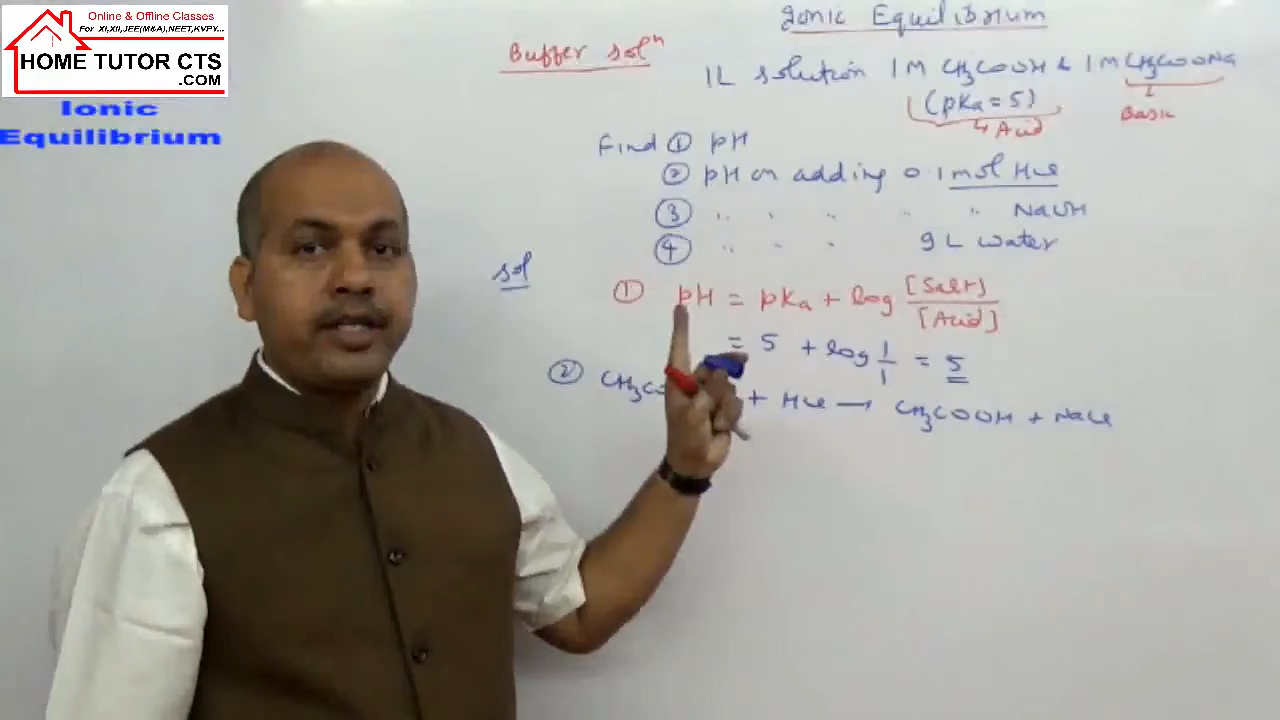 Online & Offline Classes
For XI,XII,JEE(M&A),NEET,KVPY...
HOME TUTOR CTS
.COM
Ionic
Equilibrium
Ionic Equilibrium
Buffer solⁿ
1L solution 1M CH3COOH & 1M CH3COONa
(pKa = 5)
↳ Acid
Basic
Find ① pH
② pH on adding 0.1 mol HCl
③ " " " " " NaOH
④ " " " 9L water
sol
① pH = pKa + log [Salt]/[Acid]
= 5 + log 1/1 = 5
② CH3CO + HCl → CH3COOH + NaCl